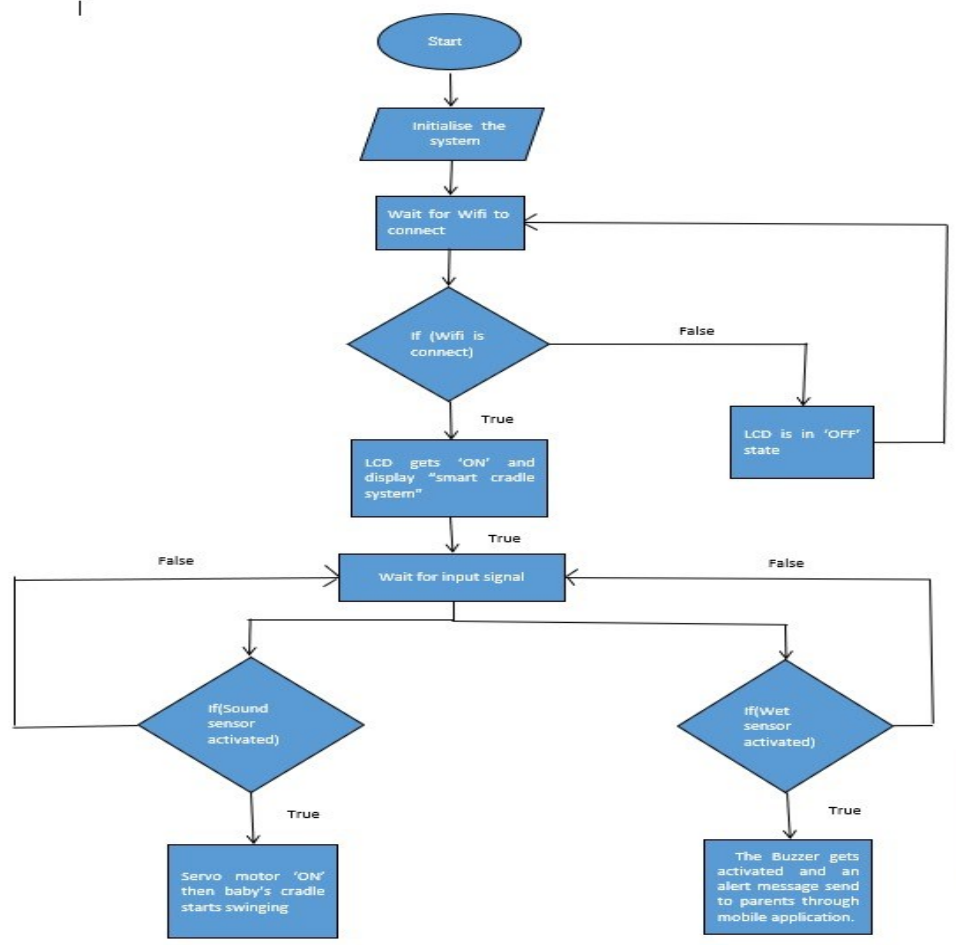 Start
Initialise the
system
Wait for Wifi to
connect
If (Wifi is
connect)
False
True
LCD is in ‘OFF’
state
LCD gets ‘ON’ and
display “smart cradle
system”
True
False
Wait for input signal
False
If(Sound
sensor
activated)
If(Wet
sensor
activated)
True
True
Servo motor ‘ON’
then baby's cradle
starts swinging
The Buzzer gets
activated and an
alert message send
to parents through
mobile application.